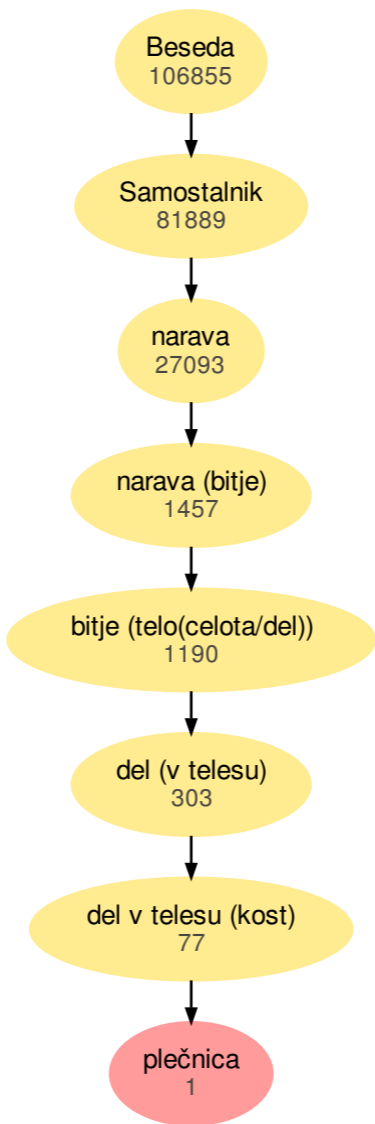 Beseda
106855
Samostalnik
81889
narava
27093
narava (bitje)
1457
bitje (telo(celota/del))
1190
del (v telesu)
303
del v telesu (kost)
77
plečnica
1